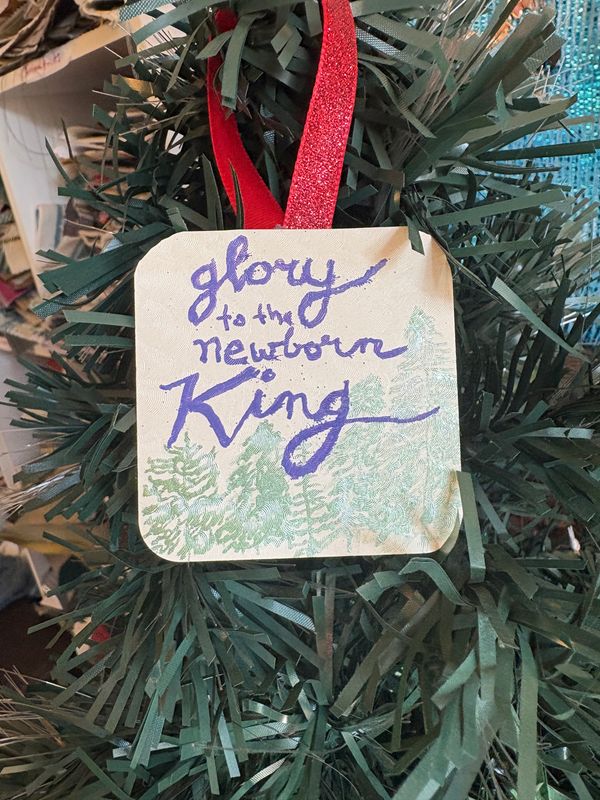 glory
to the
newborn
King